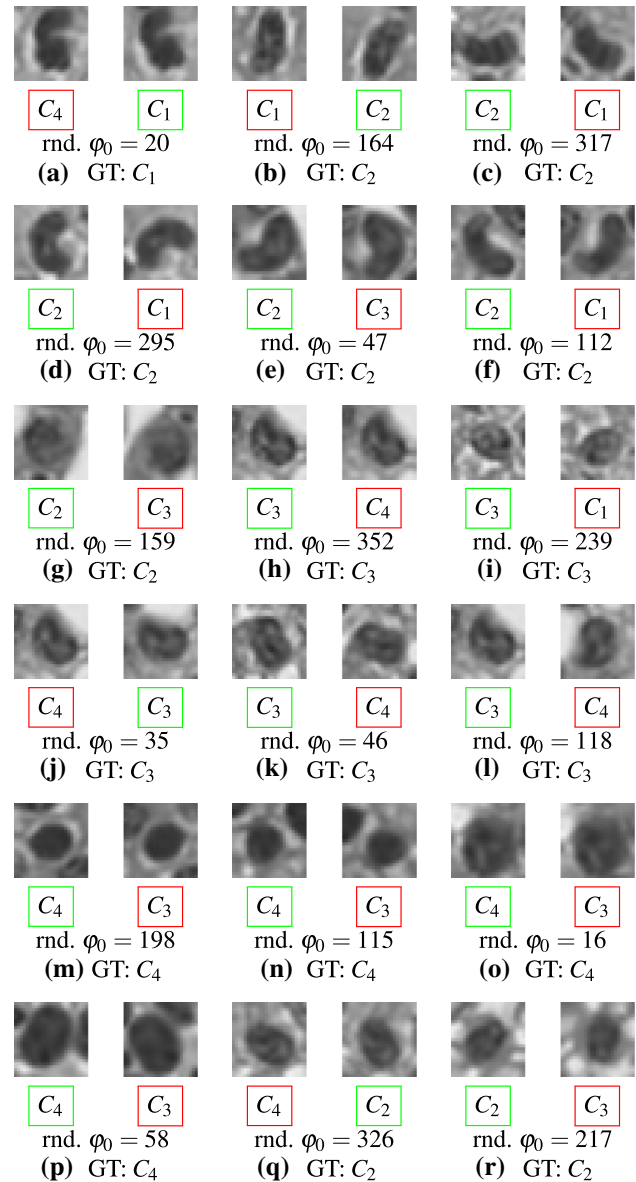 C₄ C₁ C₁ C₂ C₂ C₁
rnd. φ₀ = 20 rnd. φ₀ = 164 rnd. φ₀ = 317
(a) GT: C₁ (b) GT: C₂ (c) GT: C₂
C₂ C₁ C₂ C₃ C₂ C₁
rnd. φ₀ = 295 rnd. φ₀ = 47 rnd. φ₀ = 112
(d) GT: C₂ (e) GT: C₂ (f) GT: C₂
C₂ C₃ C₃ C₄ C₃ C₁
rnd. φ₀ = 159 rnd. φ₀ = 352 rnd. φ₀ = 239
(g) GT: C₂ (h) GT: C₃ (i) GT: C₃
C₄ C₃ C₃ C₄ C₃ C₄
rnd. φ₀ = 35 rnd. φ₀ = 46 rnd. φ₀ = 118
(j) GT: C₃ (k) GT: C₃ (l) GT: C₃
C₄ C₃ C₄ C₃ C₄ C₃
rnd. φ₀ = 198 rnd. φ₀ = 115 rnd. φ₀ = 16
(m) GT: C₄ (n) GT: C₄ (o) GT: C₄
C₄ C₃ C₄ C₂ C₂ C₃
rnd. φ₀ = 58 rnd. φ₀ = 326 rnd. φ₀ = 217
(p) GT: C₄ (q) GT: C₂ (r) GT: C₂